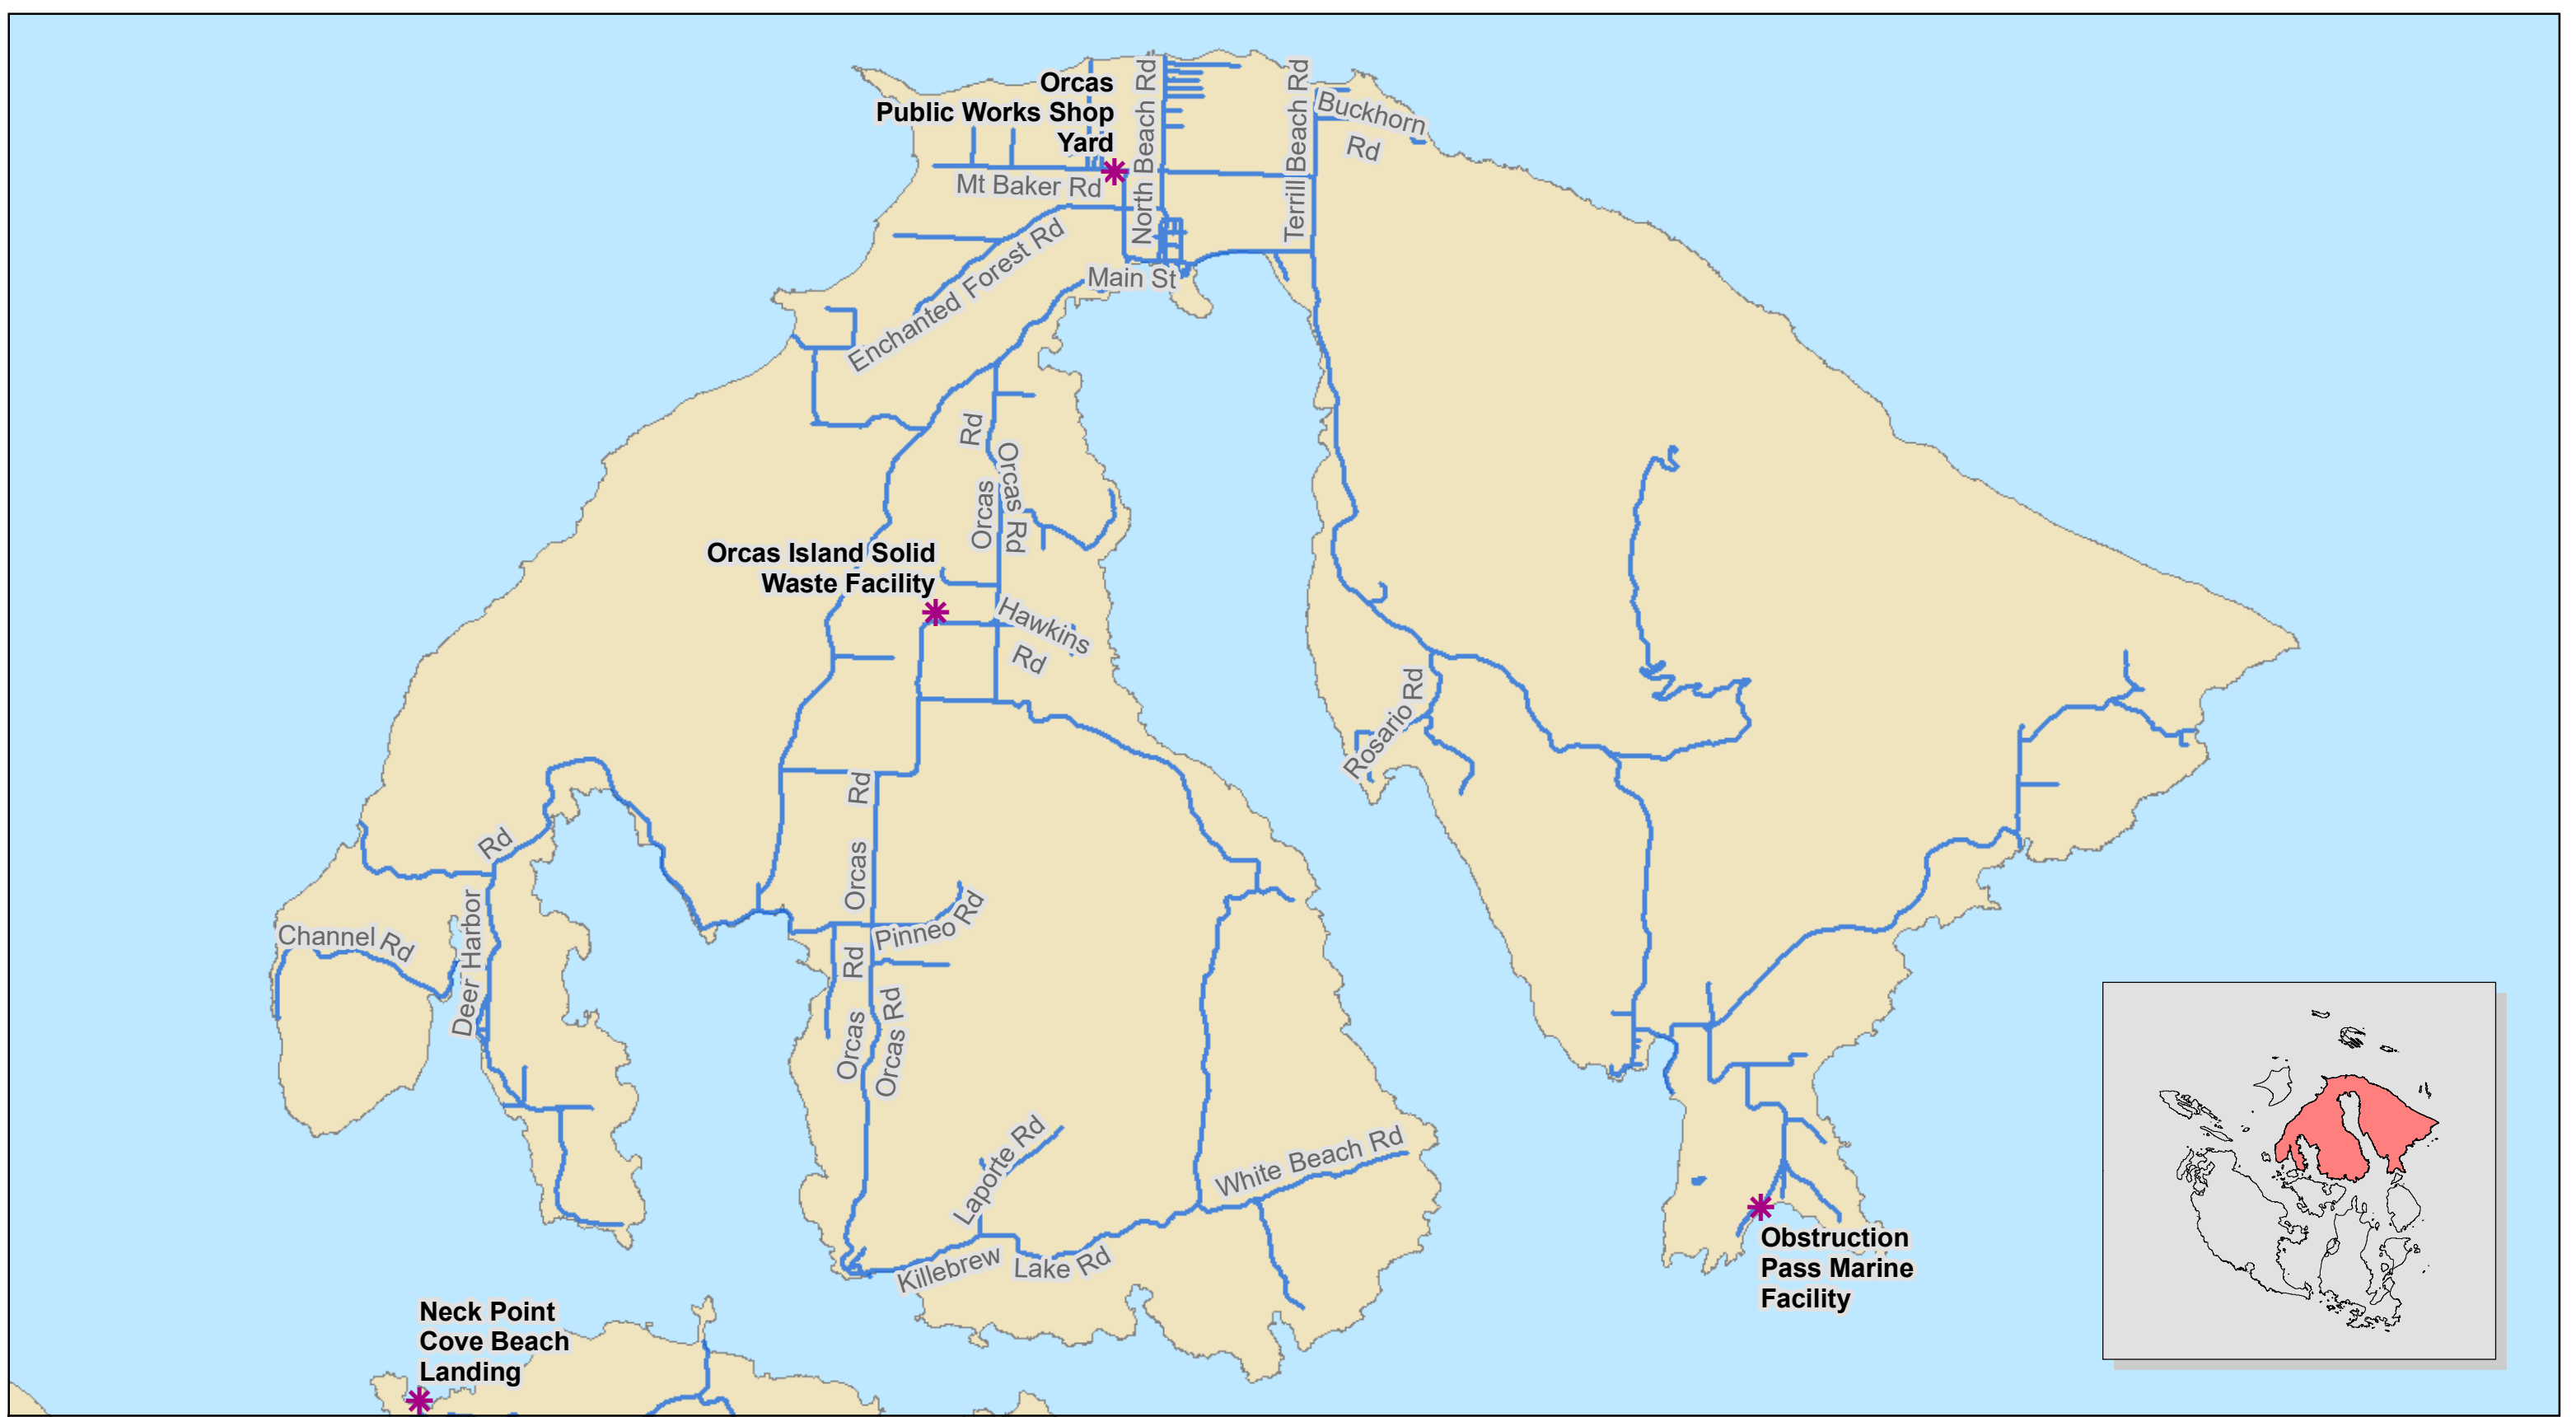 Orcas
Public Works Shop
Yard
North Beach Rd
Terrill Beach Rd
Buckhorn
Rd
Mt Baker Rd
Enchanted Forest Rd
Main St
Rd
Orcas
Orcas Rd
Orcas Island Solid
Waste Facility
Hawkins
Rd
Rosario Rd
Rd
Orcas
Rd
Deer Harbor
Channel Rd
Pinneo Rd
Rd
Orcas
Orcas Rd
Laporte Rd
White Beach Rd
Killebrew
Lake Rd
Obstruction
Pass Marine
Facility
Neck Point
Cove Beach
Landing